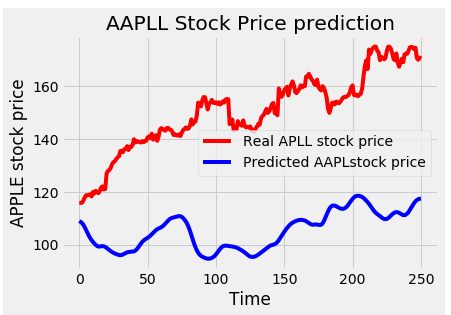 AAPLL Stock Price prediction
APPLE stock price
160
140
120
100
Real APLL stock price
Predicted AAPLstock price
0 50 100 150 200 250
Time